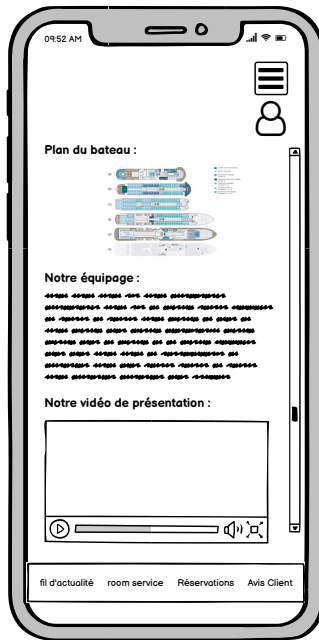 09:52 AM
Plan du bateau :
Notre équipage :
Notre vidéo de présentation :
fil d'actualité room service Réservations Avis Client